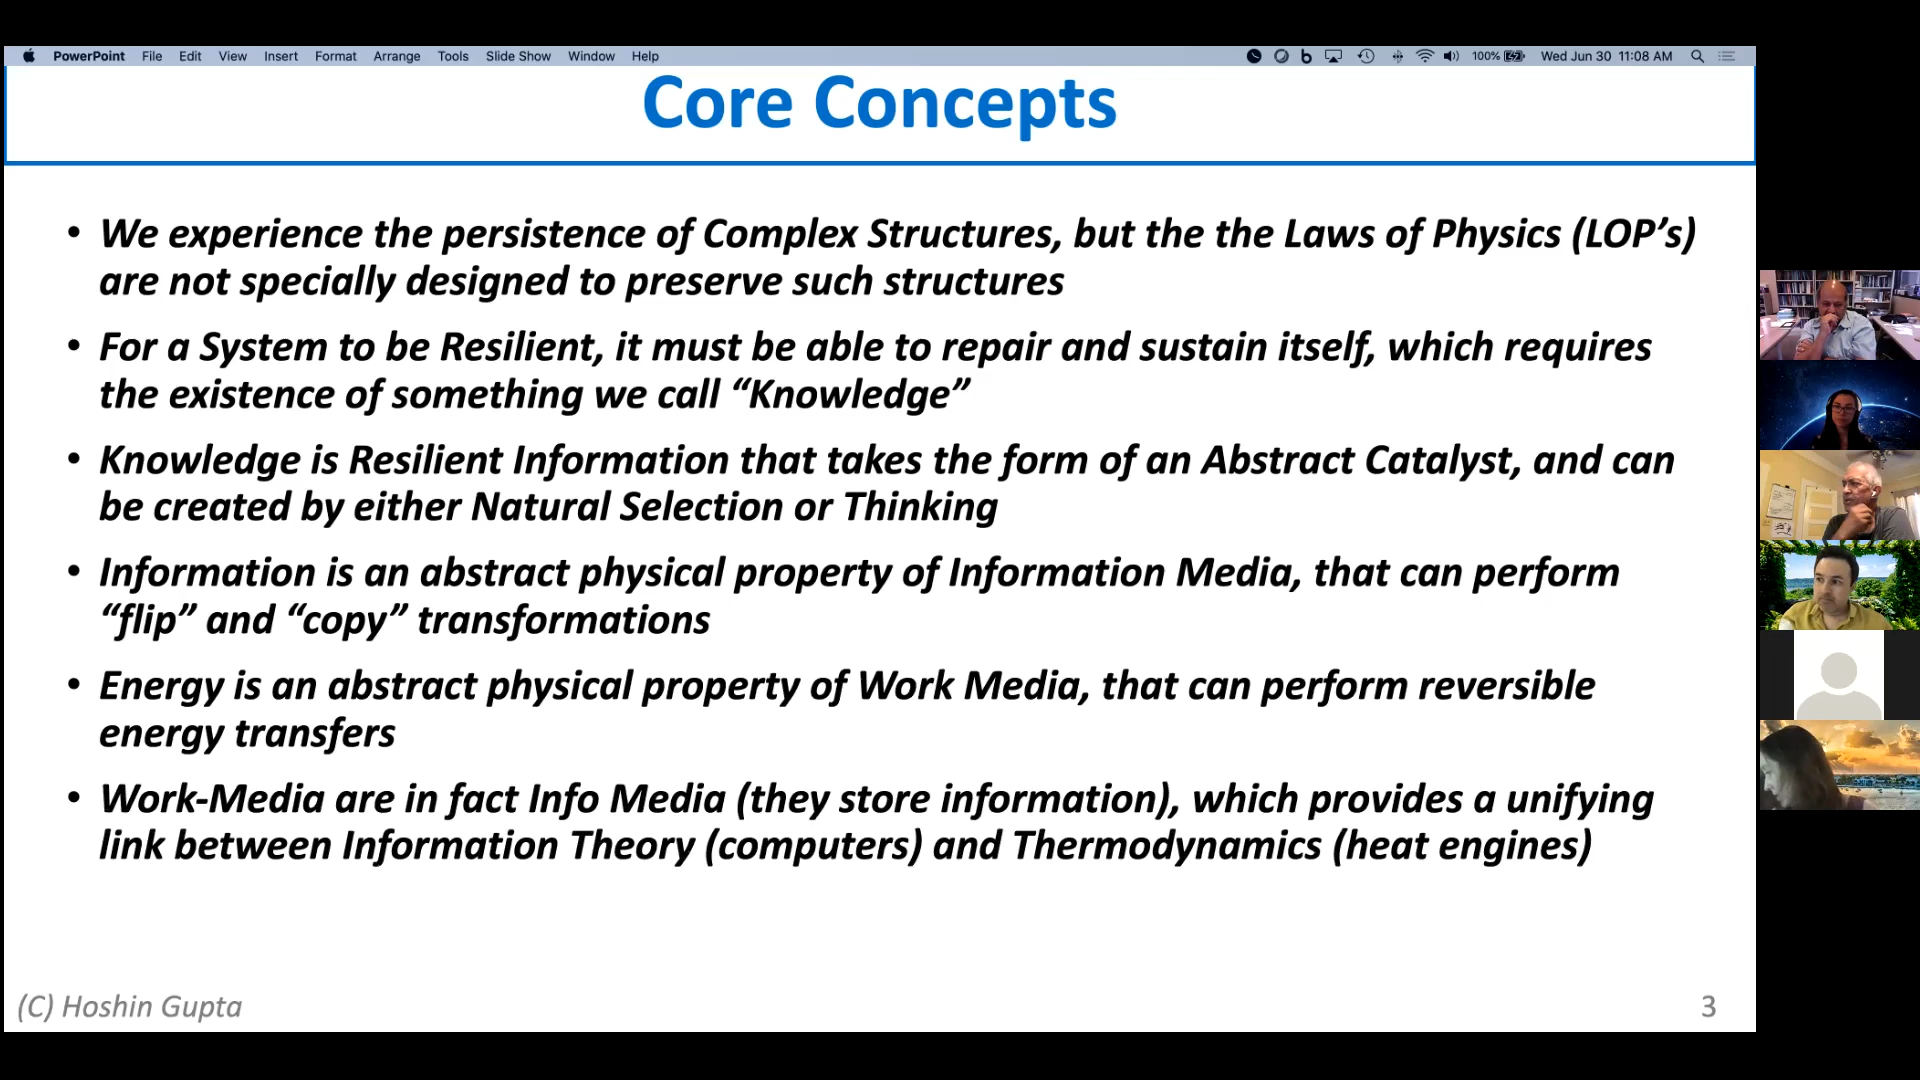 PowerPoint File Edit View Insert Format Arrange Tools Slide Show Window Help 100% Wed Jun 30 11:08 AM
Core Concepts
• We experience the persistence of Complex Structures, but the the Laws of Physics (LOP’s)
are not specially designed to preserve such structures
• For a System to be Resilient, it must be able to repair and sustain itself, which requires
the existence of something we call “Knowledge”
• Knowledge is Resilient Information that takes the form of an Abstract Catalyst, and can
be created by either Natural Selection or Thinking
• Information is an abstract physical property of Information Media, that can perform
“flip” and “copy” transformations
• Energy is an abstract physical property of Work Media, that can perform reversible
energy transfers
• Work-Media are in fact Info Media (they store information), which provides a unifying
link between Information Theory (computers) and Thermodynamics (heat engines)
(C) Hoshin Gupta
3